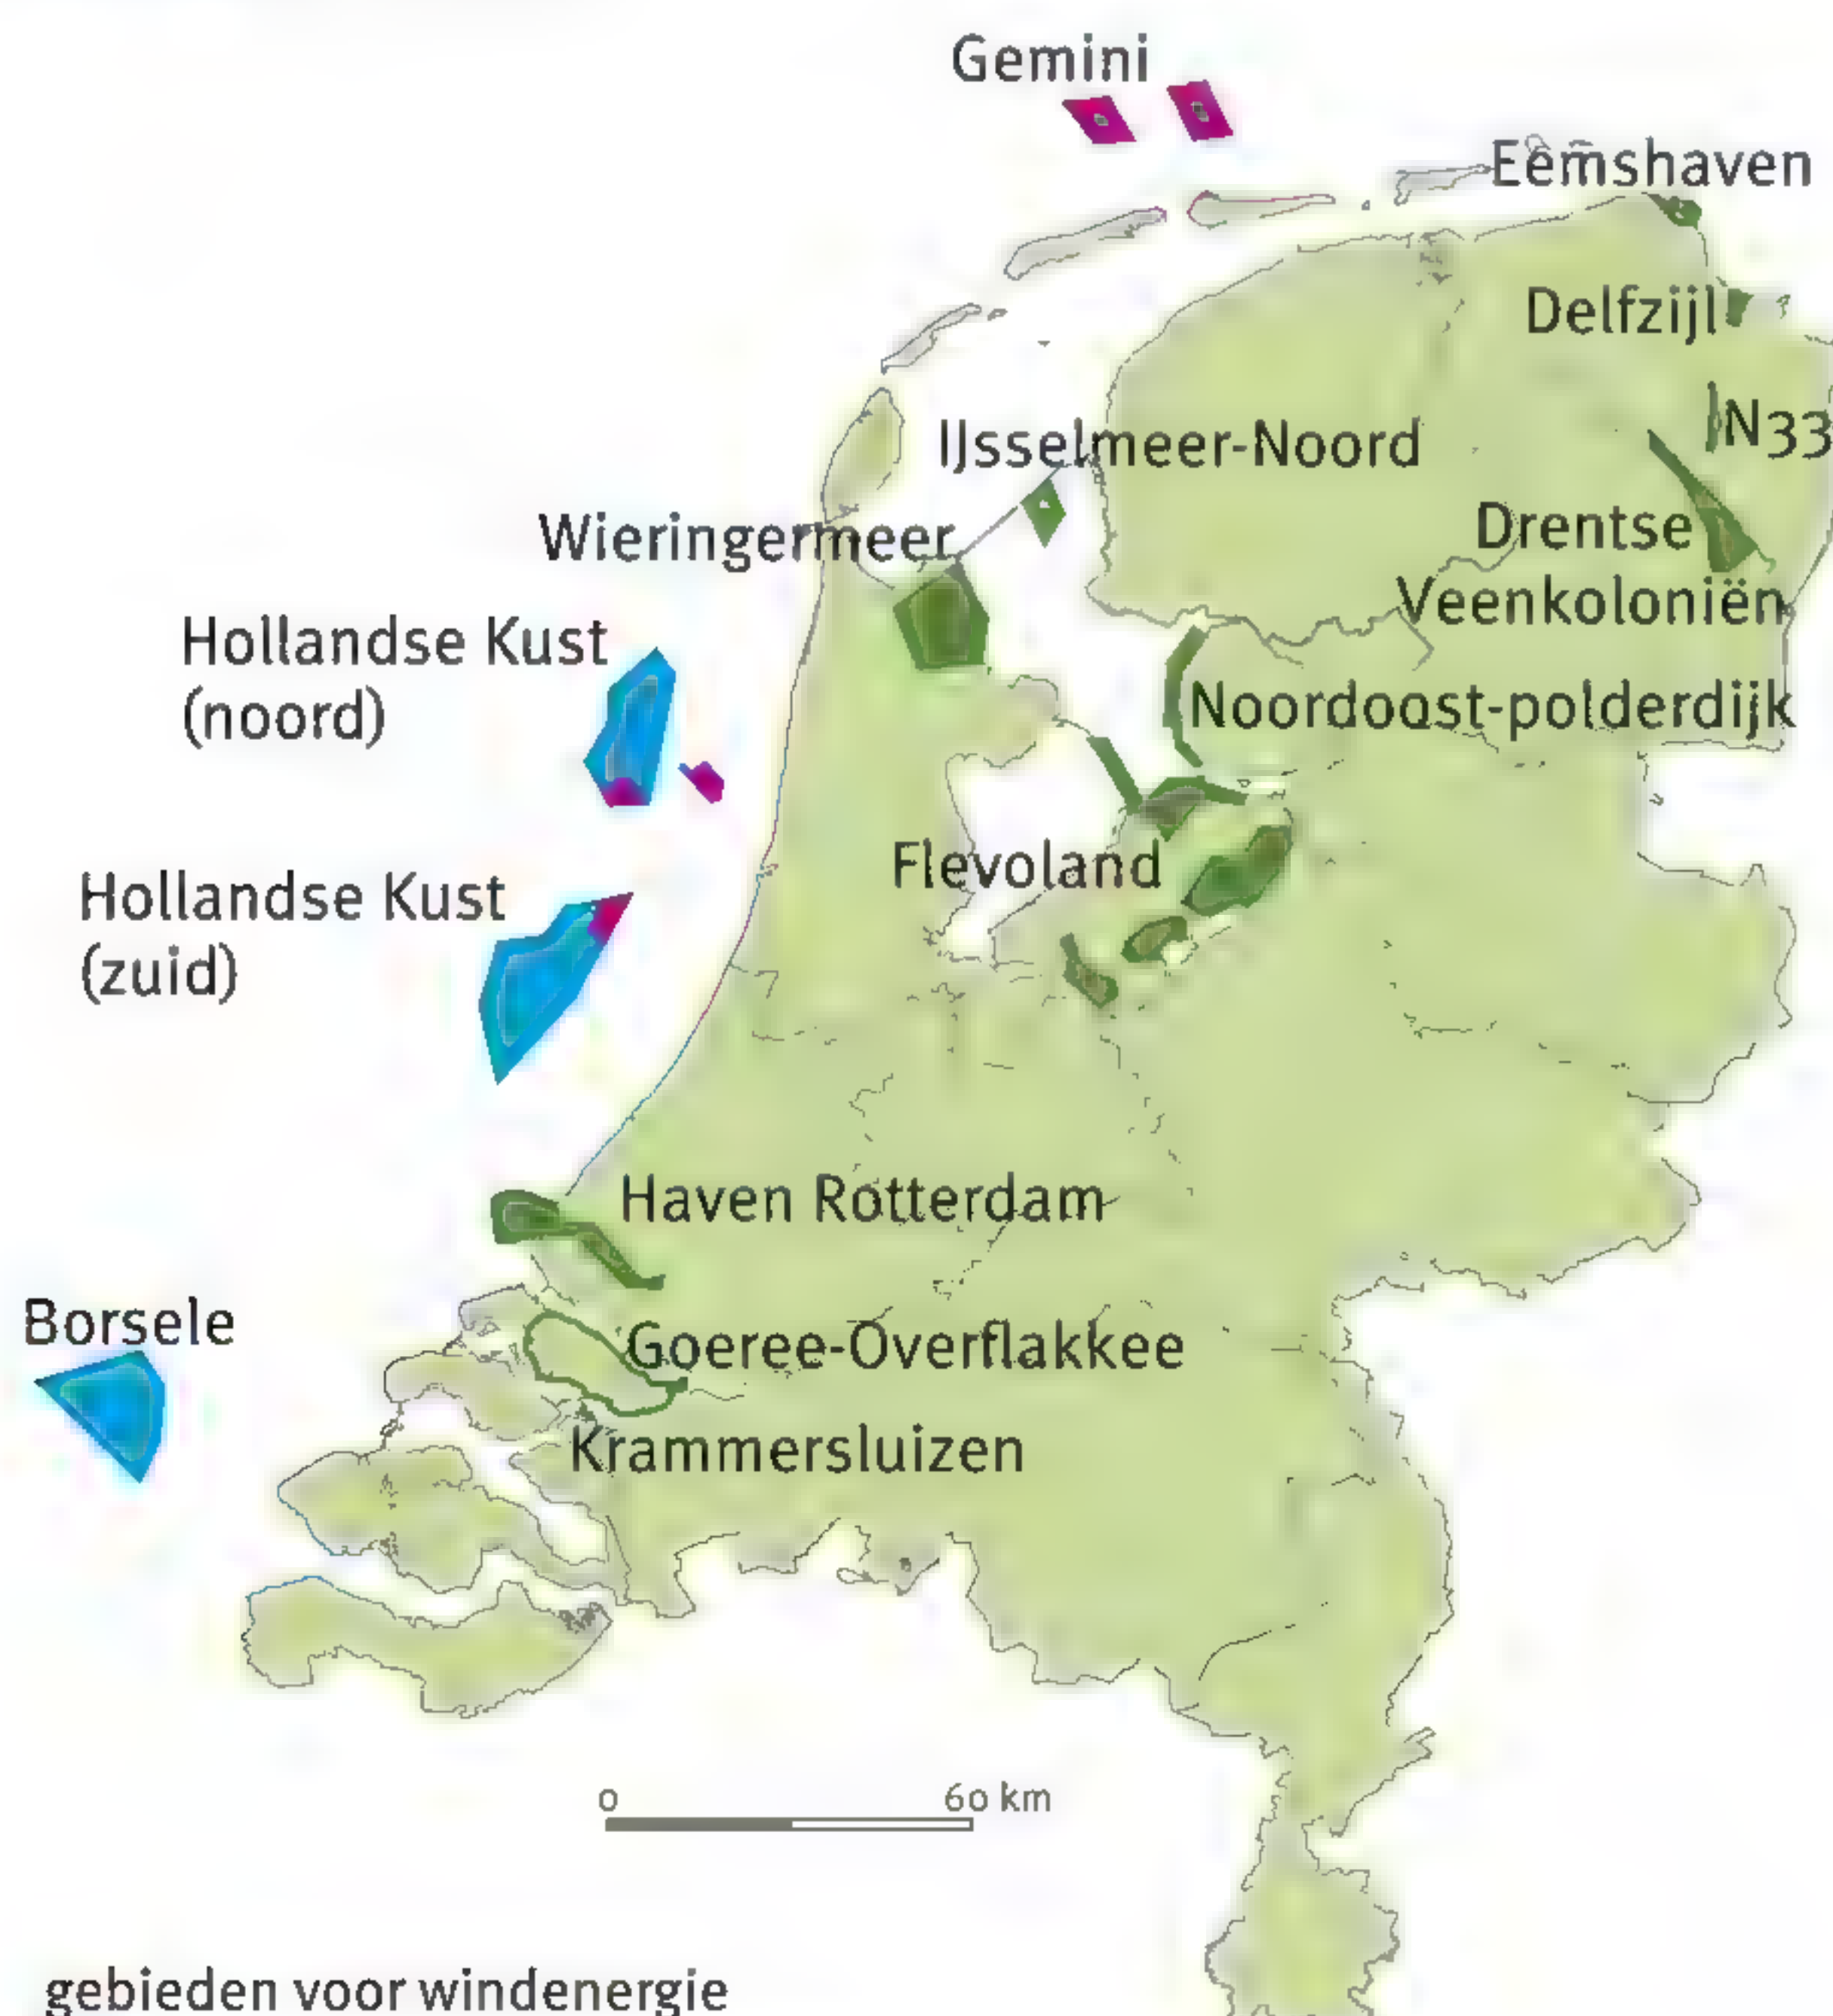 Gemini
Eemshaven
Delfzijl
N33
IJsselmeer-Noord
Drentse
Veenkoloniën
Wieringermeer
Hollandse Kust
(noord)
Noordoost-polderdijk
Flevoland
Hollandse Kust
(zuid)
Haven Rotterdam
Borsele
Goeree-Overflakkee
Krammersluizen
0 60 km
gebieden voor windenergie